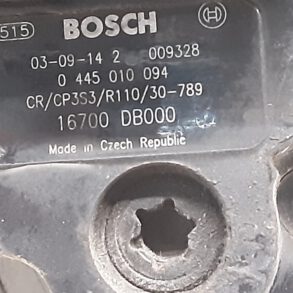 515 BOSCH
03-09-14 2 009328
0 445 010 094
CR/CP3S3/R110/30-789
16700 DB000
Made in Czech Republic